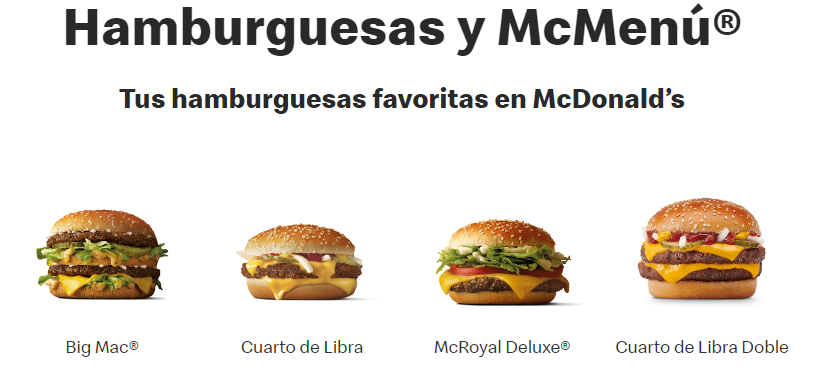 Hamburguesas y McMenú®
Tus hamburguesas favoritas en McDonald’s
Big Mac® Cuarto de Libra McRoyal Deluxe® Cuarto de Libra Doble